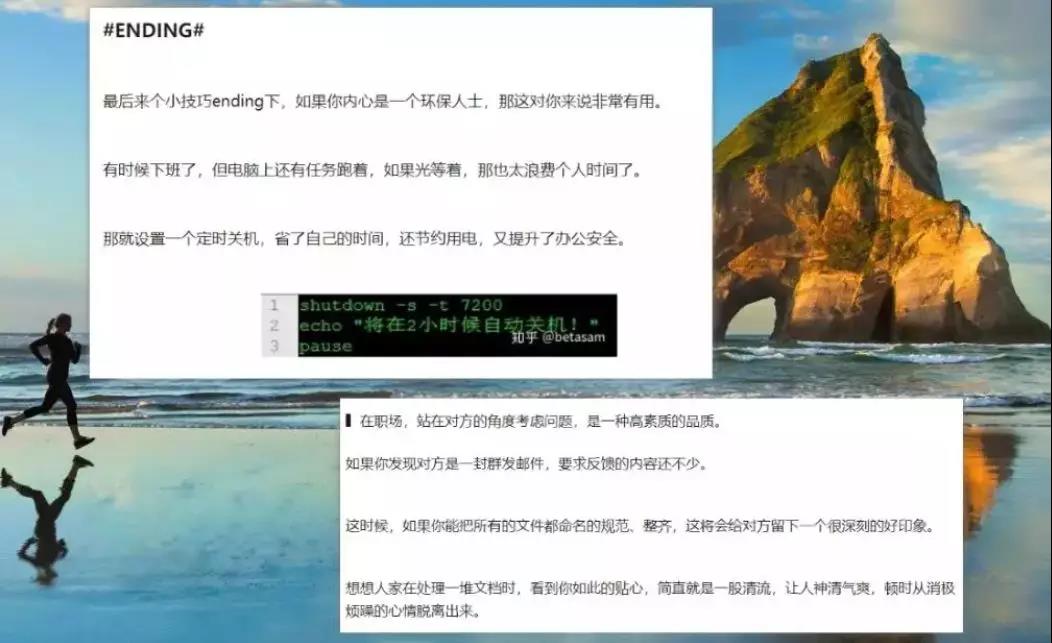 #ENDING#
最后来个小技巧ending下，如果你内心是一个环保人士，那这对你来说非常有用。
有时候下班了，但电脑上还有任务跑着，如果光等着，那也太浪费个人时间了。
那就设置一个定时关机，省了自己的时间，还节约用电，又提升了办公安全。
1 shutdown -s -t 7200
2 echo "将在2小时候自动关机！"
3 pause
知乎 @betasam
在职场，站在对方的角度考虑问题，是一种高素质的品质。
如果你发现对方是一封群发邮件，要求反馈的内容还不少。
这时候，如果你能把所有的文件都命名的规范、整齐，这将会给对方留下一个很深刻的好印象。
想想人家在处理一堆文档时，看到你如此的贴心，简直就是一股清流，让人神清气爽，顿时从消极
烦躁的心情脱离出来。